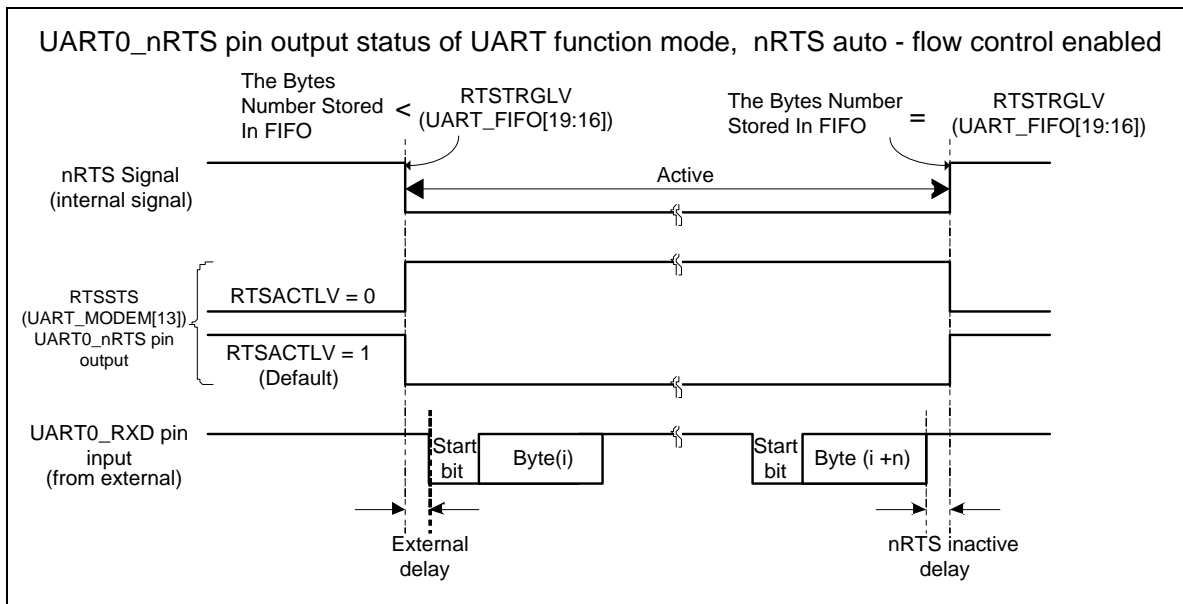 UART0_nRTS pin output status of UART function mode,  nRTS auto - flow control enabled
The Bytes
Number Stored
In FIFO
<
RTSTRGLV
(UART_FIFO[19:16])
The Bytes Number
Stored In FIFO
=
RTSTRGLV
(UART_FIFO[19:16])
nRTS Signal
(internal signal)
Active
RTSSTS
(UART_MODEM[13])
UART0_nRTS pin
output
RTSACTLV = 0
RTSACTLV = 1
(Default)
UART0_RXD pin
input
(from external)
Start
bit
Byte(i)
Start
bit
Byte (i +n)
External
delay
nRTS inactive
delay